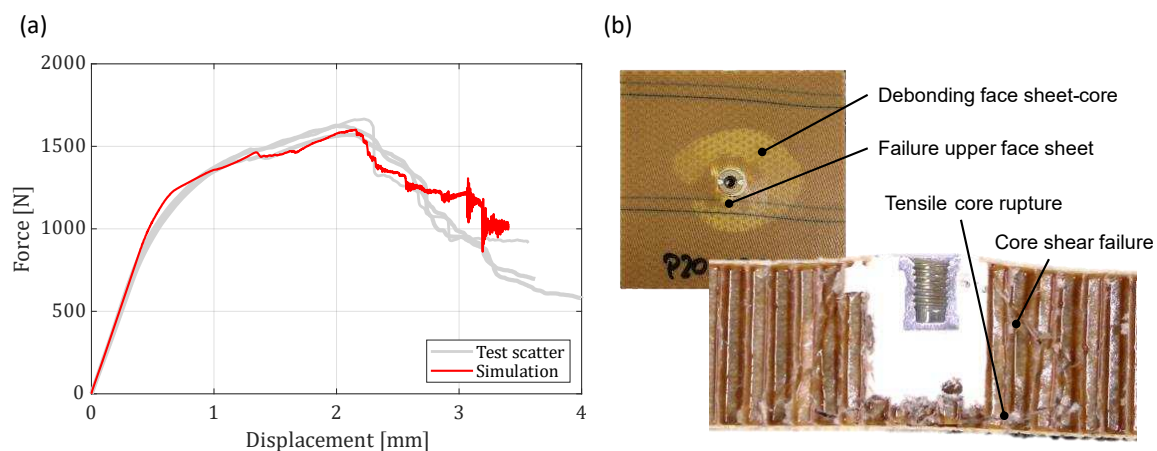 (a)
2000
1500
1000
500
0
Force [N]
0 1 2 3 4
Displacement [mm]
Test scatter
Simulation
(b)
Debonding face sheet-core
Failure upper face sheet
Tensile core rupture
Core shear failure
P20